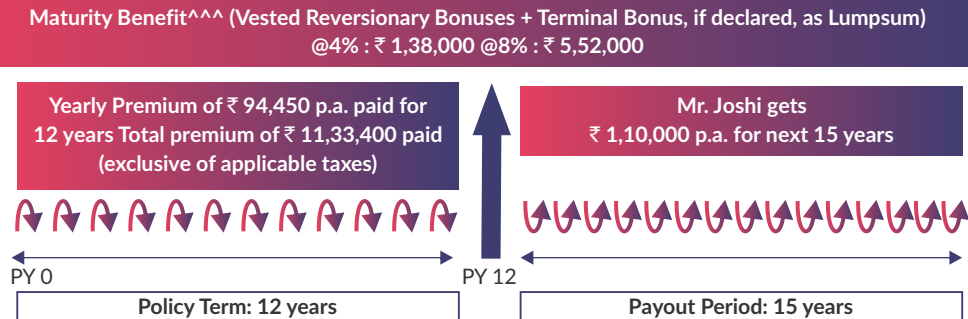 Maturity Benefit^^^ (Vested Reversionary Bonuses + Terminal Bonus, if declared, as Lumpsum)
@4% : ₹ 1,38,000 @8% : ₹ 5,52,000
Yearly Premium of ₹ 94,450 p.a. paid for
12 years Total premium of ₹ 11,33,400 paid
(exclusive of applicable taxes)
Mr. Joshi gets
₹ 1,10,000 p.a. for next 15 years
PY 0
PY 12
Policy Term: 12 years
Payout Period: 15 years